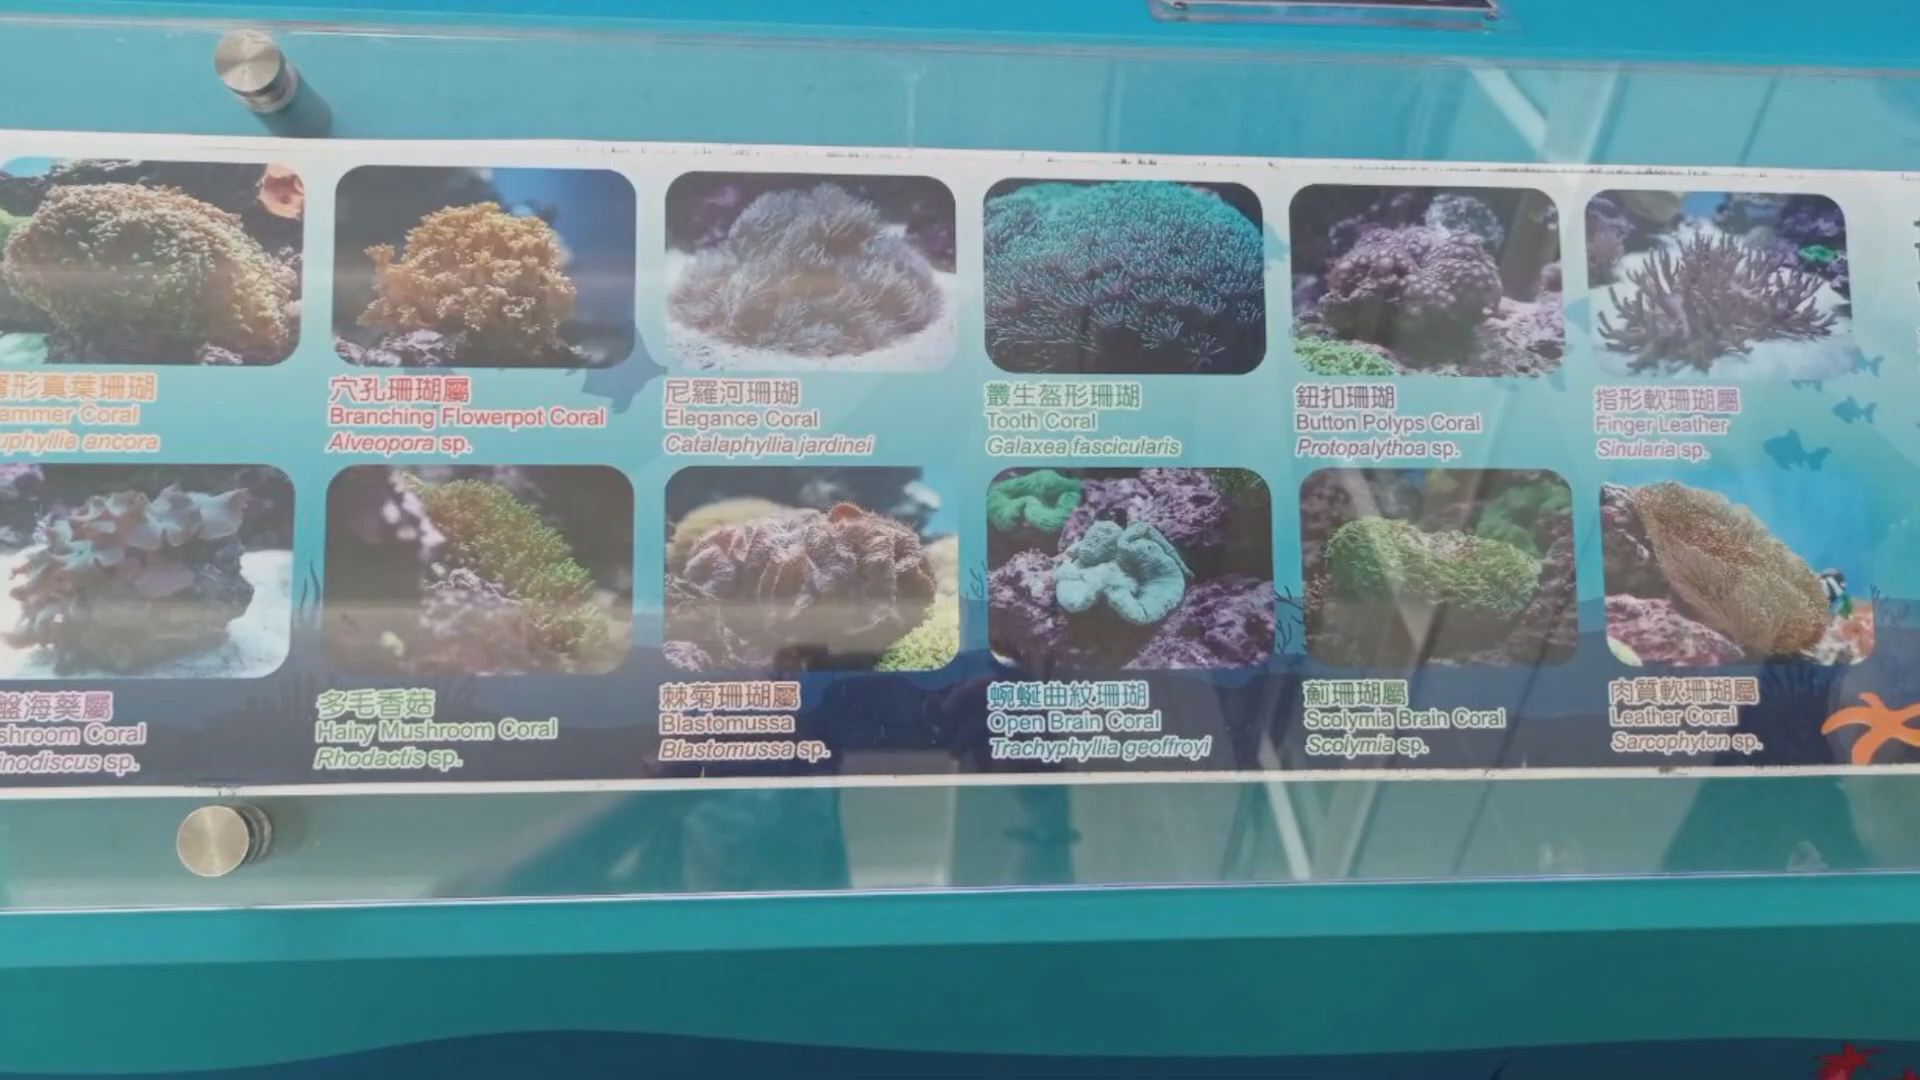 形真葉珊瑚
ammer Coral
uphyllia ancora
穴孔珊瑚屬
Branching Flowerpot Coral
Alveopora sp.
尼羅河珊瑚
Elegance Coral
Catalaphyllia jardinei
叢生盔形珊瑚
Tooth Coral
Galaxea fascicularis
鈕扣珊瑚
Button Polyps Coral
Protopalythoa sp.
指形軟珊瑚屬
Finger Leather
Sinularia sp.
盤海葵屬
shroom Coral
inodiscus sp.
多毛香菇
Hairy Mushroom Coral
Rhodactis sp.
棘菊珊瑚屬
Blastomussa
Blastomussa sp.
蜿蜒曲紋珊瑚
Open Brain Coral
Trachyphyllia geoffroyi
薊珊瑚屬
Scolymia Brain Coral
Scolymia sp.
肉質軟珊瑚屬
Leather Coral
Sarcophyton sp.